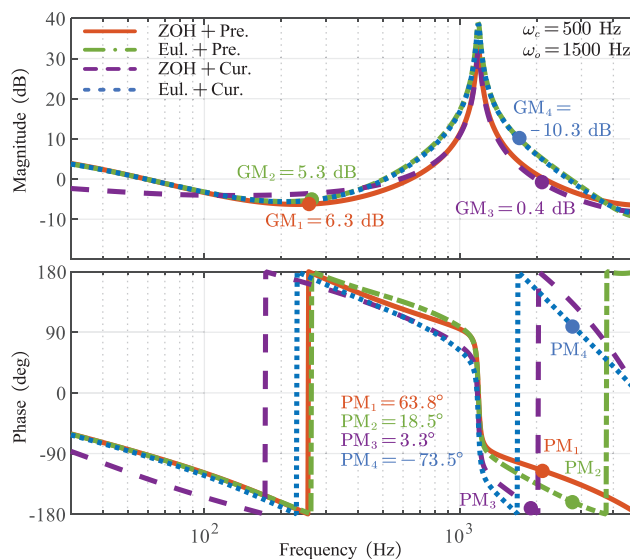 40
30
20
10
0
-10
Magnitude (dB)
ZOH + Pre.
Eul. + Pre.
ZOH + Cur.
Eul. + Cur.
ω_c = 500 Hz
ω_o = 1500 Hz
GM₄ =
-10.3 dB
GM₂ = 5.3 dB
GM₁ = 6.3 dB
GM₃ = 0.4 dB
180
90
0
-90
-180
Phase (deg)
PM₄
PM₁ = 63.8°
PM₂ = 18.5°
PM₃ = 3.3°
PM₄ = −73.5°
PM₁
PM₂
PM₃
10²
10³
Frequency (Hz)